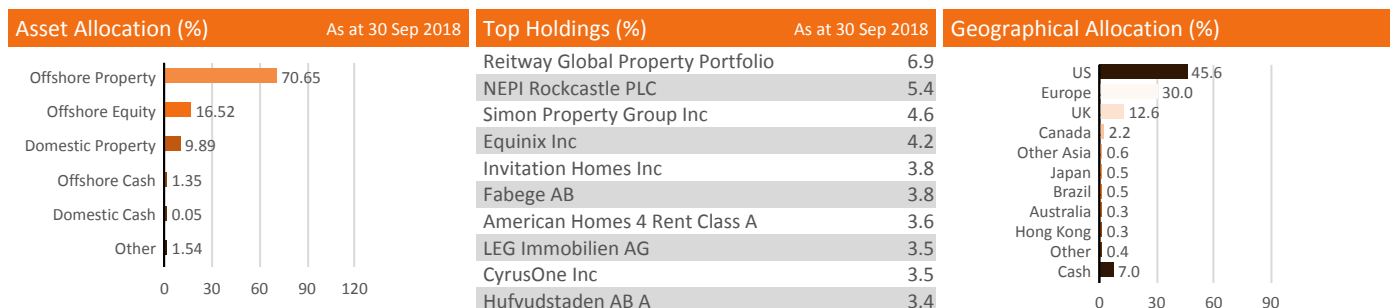 Asset Allocation (%) As at 30 Sep 2018
Offshore Property 70.65
Offshore Equity 16.52
Domestic Property 9.89
Offshore Cash 1.35
Domestic Cash 0.05
Other 1.54
0 30 60 90 120
Top Holdings (%) As at 30 Sep 2018
Reitway Global Property Portfolio 6.9
NEPI Rockcastle PLC 5.4
Simon Property Group Inc 4.6
Equinix Inc 4.2
Invitation Homes Inc 3.8
Fabege AB 3.8
American Homes 4 Rent Class A 3.6
LEG Immobilien AG 3.5
CyrusOne Inc 3.5
Hufvudstaden AB A 3.4
Geographical Allocation (%)
US 45.6
Europe 30.0
UK 12.6
Canada 2.2
Other Asia 0.6
Japan 0.5
Brazil 0.5
Australia 0.3
Hong Kong 0.3
Other 0.4
Cash 7.0
0 30 60 90